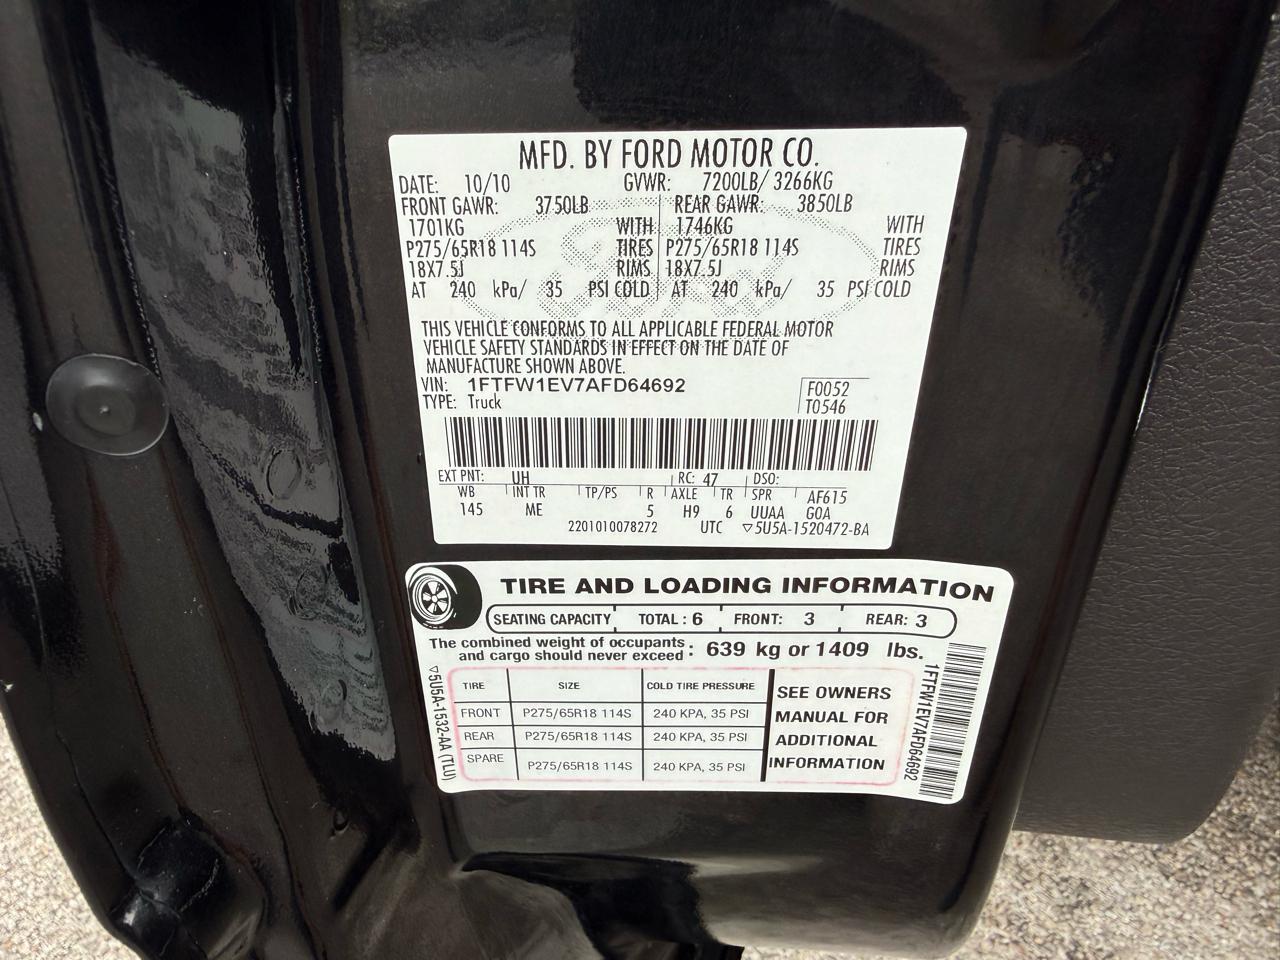 MFD. BY FORD MOTOR CO.
DATE: 10/10 GVWR: 7200LB/ 3266KG
FRONT GAWR: 3750LB REAR GAWR: 3850LB
1701KG WITH 1746KG WITH
P275/65R18 114S TIRES P275/65R18 114S TIRES
18X7.5J RIMS 18X7.5J RIMS
AT 240 kPa/ 35 PSI COLD AT 240 kPa/ 35 PSI COLD
THIS VEHICLE CONFORMS TO ALL APPLICABLE FEDERAL MOTOR
VEHICLE SAFETY STANDARDS IN EFFECT ON THE DATE OF
MANUFACTURE SHOWN ABOVE.
VIN: 1FTFW1EV7AFD64692 F0052
TYPE: Truck T0546
EXT PNT: UH RC: 47 DSO:
WB INT TR TP/PS R AXLE TR SPR AF615
145 ME 5 H9 6 UUAA GOA
2201010078272 UTC ▽5U5A-1520472-BA
TIRE AND LOADING INFORMATION
SEATING CAPACITY TOTAL : 6 FRONT: 3 REAR: 3
The combined weight of occupants
and cargo should never exceed : 639 kg or 1409 lbs.
TIRE SIZE COLD TIRE PRESSURE SEE OWNERS
FRONT P275/65R18 114S 240 KPA, 35 PSI MANUAL FOR
REAR P275/65R18 114S 240 KPA, 35 PSI ADDITIONAL
SPARE P275/65R18 114S 240 KPA, 35 PSI INFORMATION
▽5U5A-1532-AA (TLU)
1FTFW1EV7AFD64692